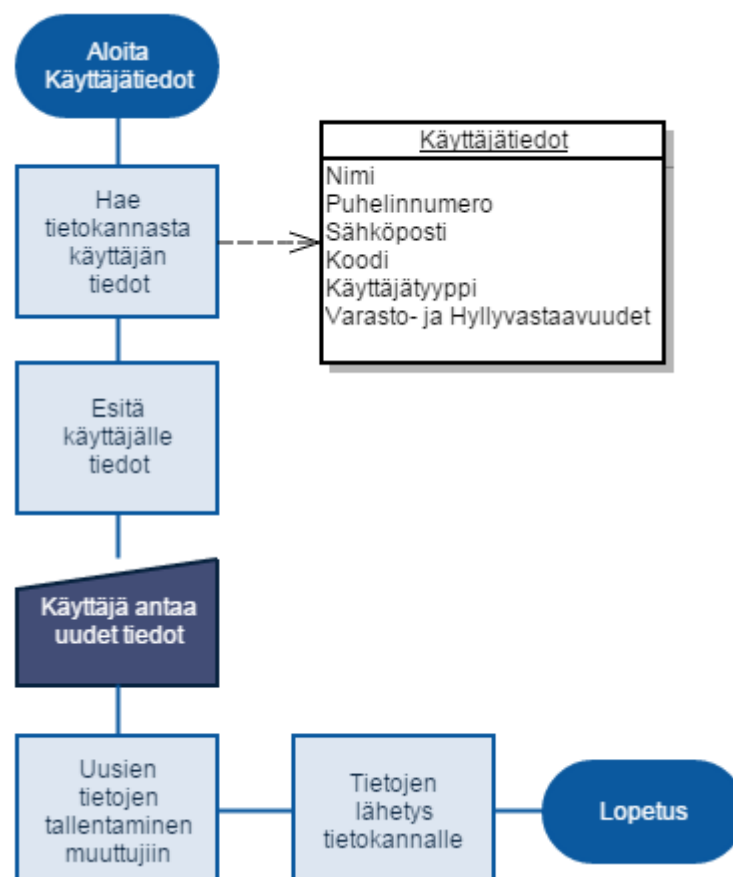 Aloita
Käyttäjätiedot
Hae
tietokannasta
käyttäjän
tiedot
Käyttäjätiedot
Nimi
Puhelinnumero
Sähköposti
Koodi
Käyttäjätyyppi
Varasto- ja Hyllyvastaavuudet
Esitä
käyttäjälle
tiedot
Käyttäjä antaa
uudet tiedot
Uusien
tietojen
tallentaminen
muuttujiin
Tietojen
lähetys
tietokannalle
Lopetus